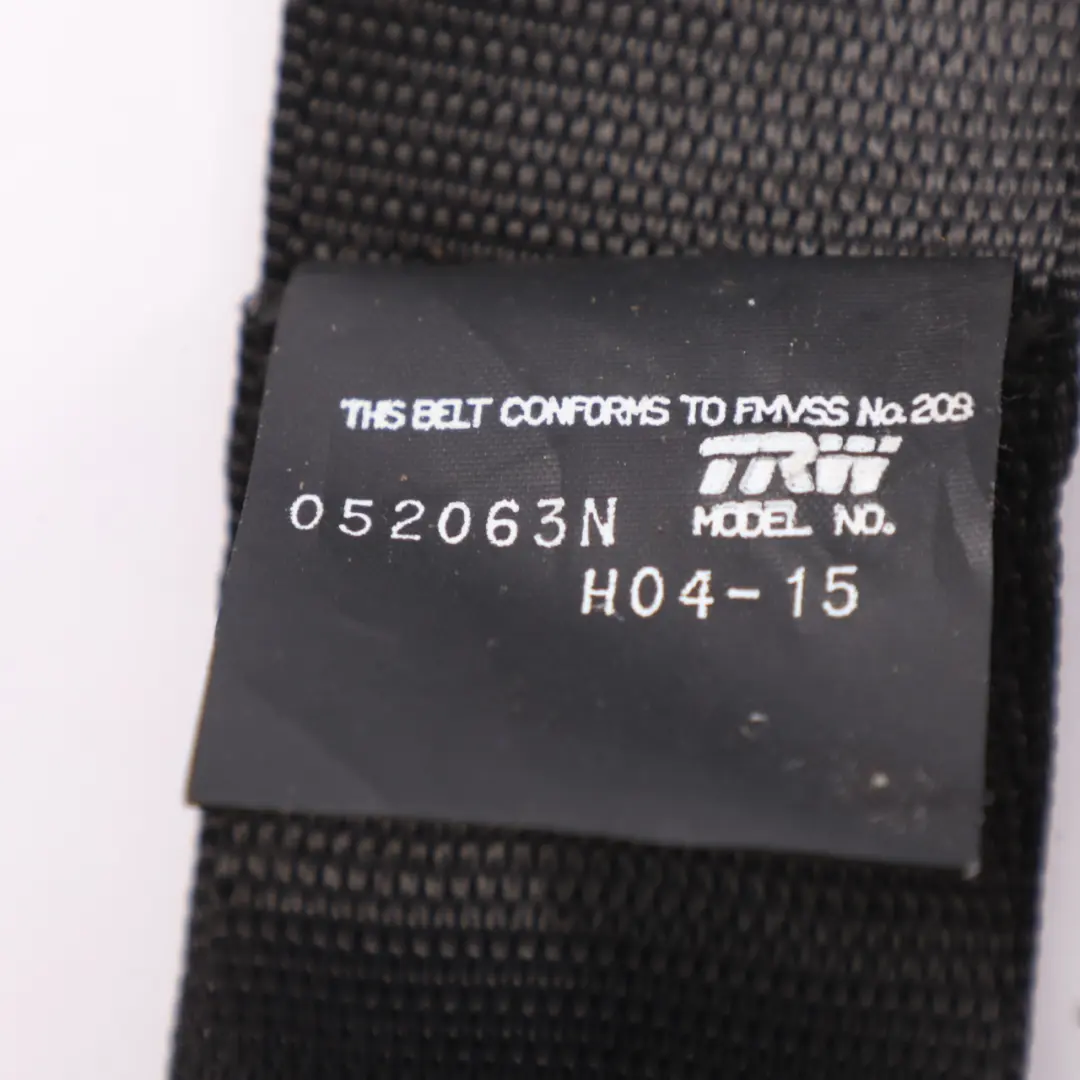 THIS BELT CONFORMS TO FMVSS No. 209
TRW
052063N MODEL NO.
H04-15